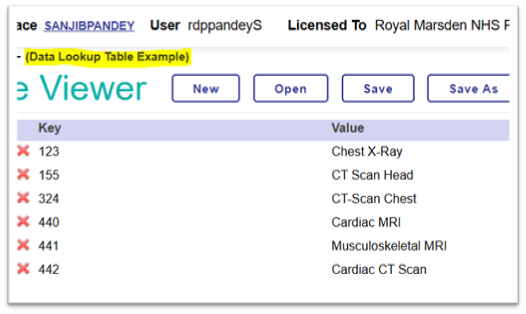 ace SANJIBPANDEY User rdppandeyS Licensed To Royal Marsden NHS F
- (Data Lookup Table Example)
e Viewer New Open Save Save As
Key Value
123 Chest X-Ray
155 CT Scan Head
324 CT-Scan Chest
440 Cardiac MRI
441 Musculoskeletal MRI
442 Cardiac CT Scan